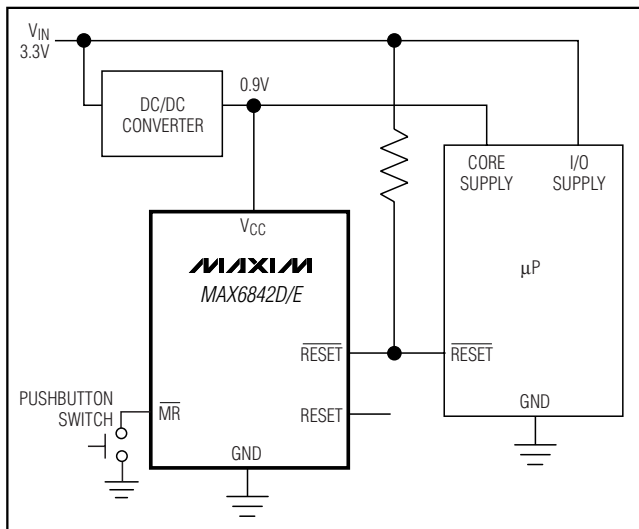 VIN
3.3V
DC/DC
CONVERTER
0.9V
CORE
SUPPLY
I/O
SUPPLY
VCC
MAXIM
MAX6842D/E
μP
RESET
RESET
PUSHBUTTON
SWITCH
MR
RESET
GND
GND